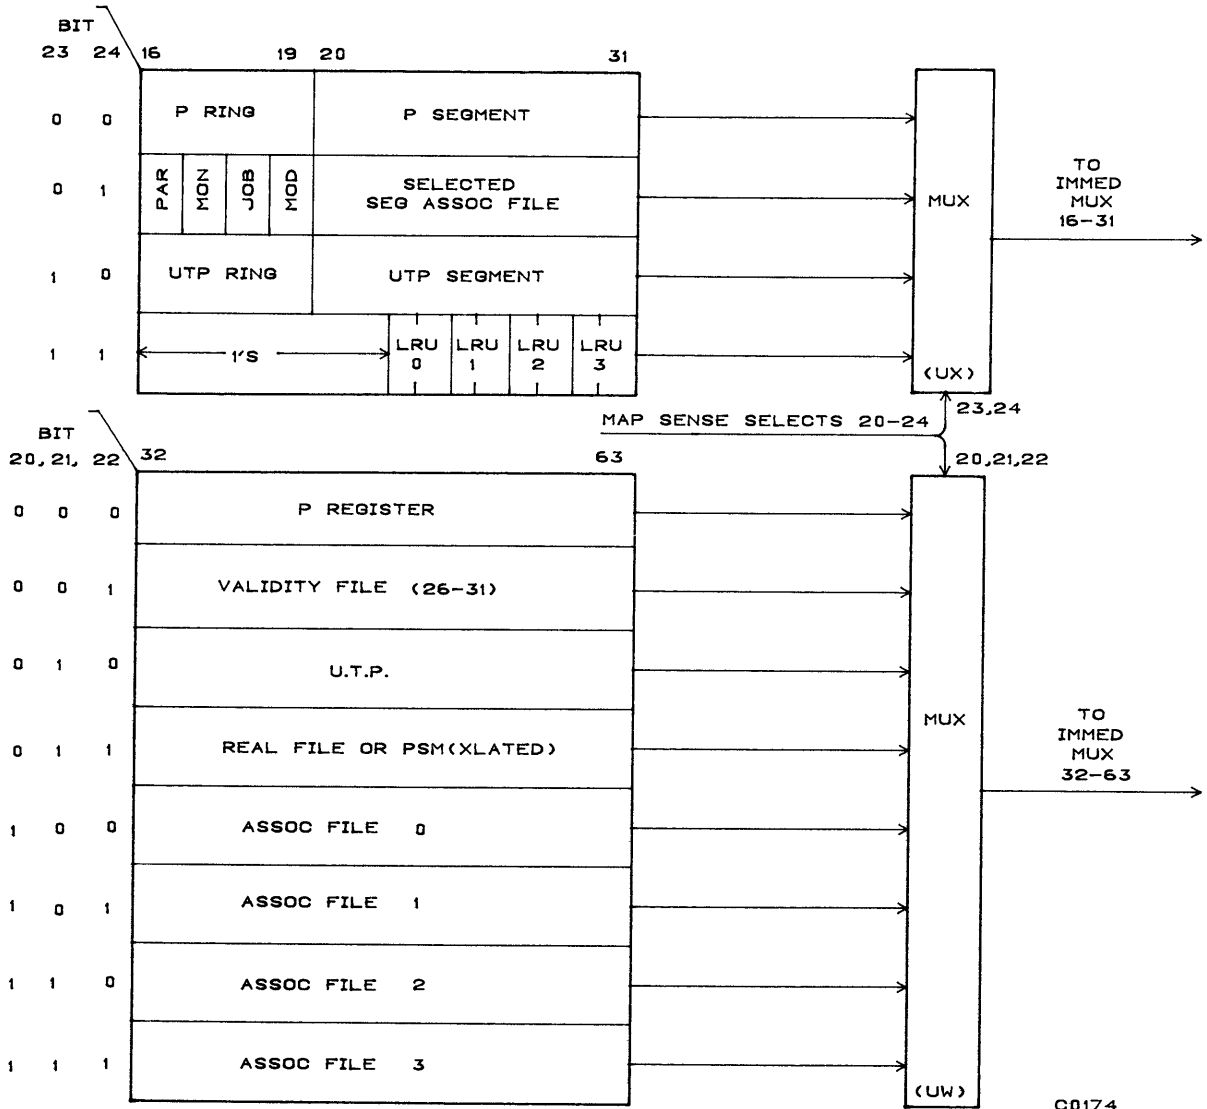 BIT
23 24 16 19 20 31
0 0 P RING P SEGMENT
0 1 PAR MON JOB MOD SELECTED
SEG ASSOC FILE
1 0 UTP RING UTP SEGMENT
1 1 1'S LRU 0 LRU 1 LRU 2 LRU 3
MUX
(UX)
TO
IMMED
MUX
16-31
MAP SENSE SELECTS 20-24
23,24
20,21,22
BIT
20,21,22 32 63
0 0 0 P REGISTER
0 0 1 VALIDITY FILE (26-31)
0 1 0 U.T.P.
0 1 1 REAL FILE OR PSM(XLATED)
1 0 0 ASSOC FILE 0
1 0 1 ASSOC FILE 1
1 1 0 ASSOC FILE 2
1 1 1 ASSOC FILE 3
MUX
(UW)
TO
IMMED
MUX
32-63
C0174